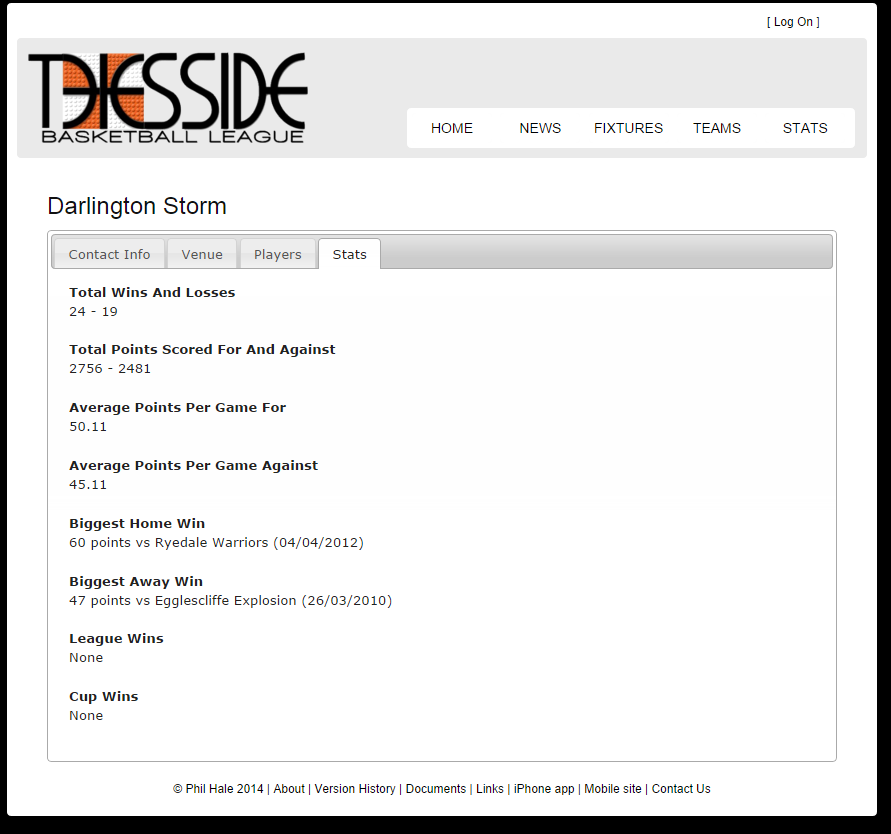 [ Log On ]
TEESSIDE
BASKETBALL LEAGUE
HOME NEWS FIXTURES TEAMS STATS
Darlington Storm
Contact Info Venue Players Stats
Total Wins And Losses
24 - 19
Total Points Scored For And Against
2756 - 2481
Average Points Per Game For
50.11
Average Points Per Game Against
45.11
Biggest Home Win
60 points vs Ryedale Warriors (04/04/2012)
Biggest Away Win
47 points vs Egglescliffe Explosion (26/03/2010)
League Wins
None
Cup Wins
None
© Phil Hale 2014 | About | Version History | Documents | Links | iPhone app | Mobile site | Contact Us